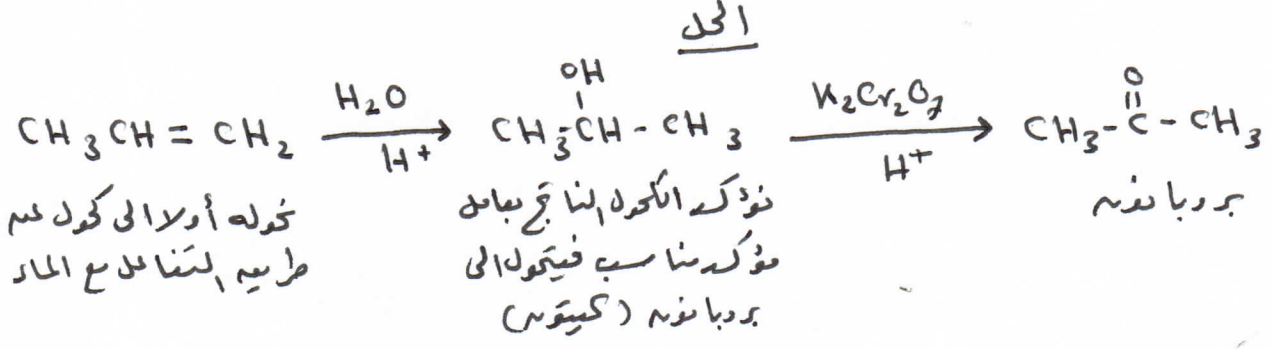 الحل
CH3CH = CH2 H2O H+ CH3-CH-CH3 OH K2Cr2O7 H+ CH3-C-CH3 O
نحوله أولا الى كحول عن
طريق التفاعل مع الماء
نؤكسد الكحول الناتج بعامل
مؤكسد مناسب فيتحول الى
بروبانون (كيتون)
بروبانون